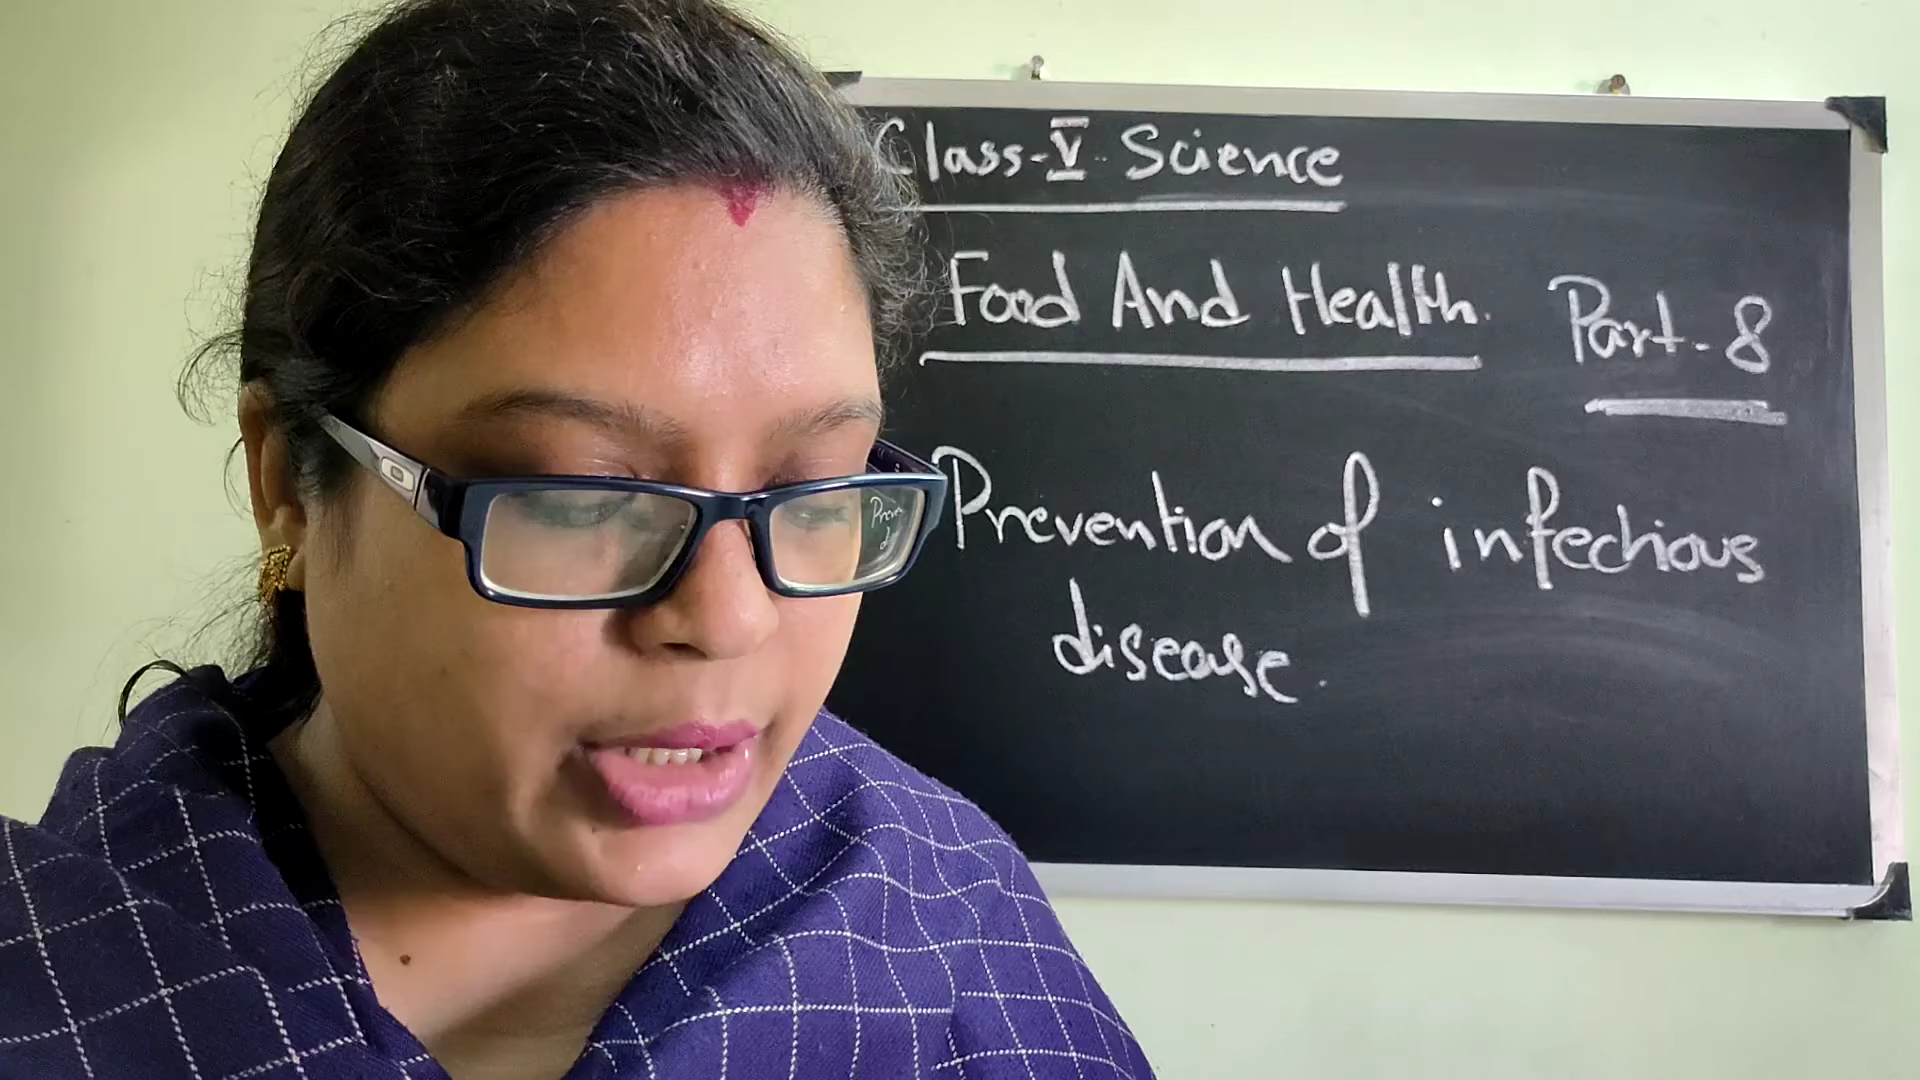 Class-V Science
Food And Health.
Part-8
Prevention of infectious
disease.